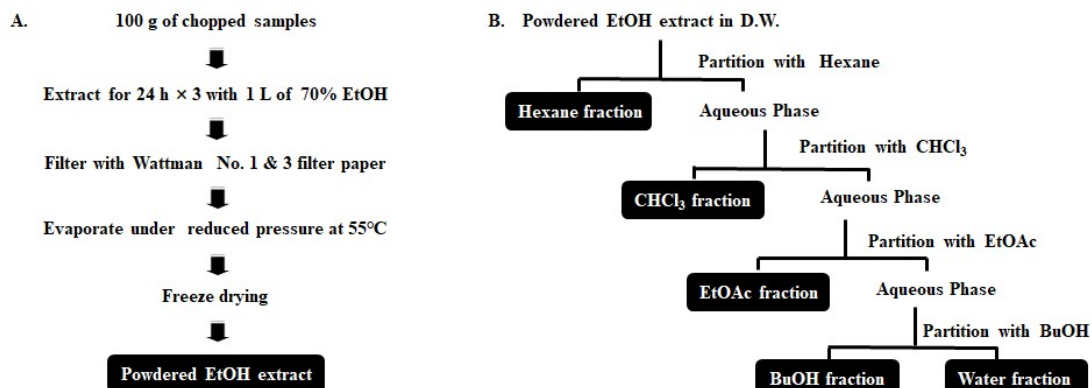 A.
100 g of chopped samples
Extract for 24 h × 3 with 1 L of 70% EtOH
Filter with Wattman No. 1 & 3 filter paper
Evaporate under reduced pressure at 55°C
Freeze drying
Powdered EtOH extract
B.
Powdered EtOH extract in D.W.
Partition with Hexane
Hexane fraction
Aqueous Phase
Partition with CHCl₃
CHCl₃ fraction
Aqueous Phase
Partition with EtOAc
EtOAc fraction
Aqueous Phase
Partition with BuOH
BuOH fraction
Water fraction